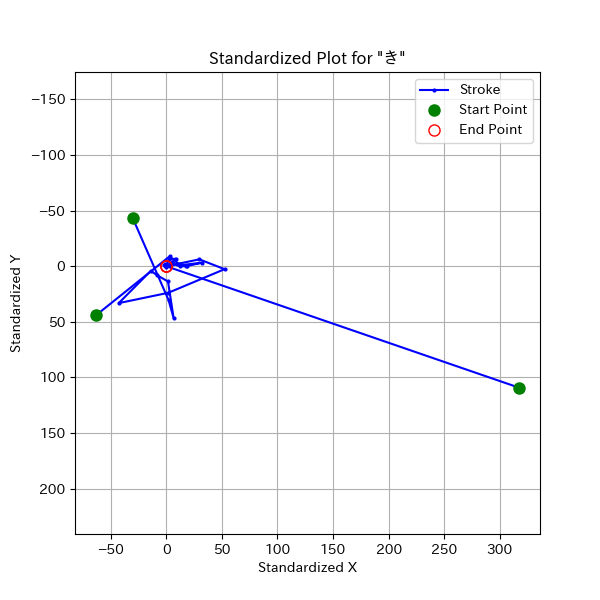 Standardized Plot for "き"
Stroke
Start Point
End Point
−150
−100
−50
0
50
100
150
200
Standardized Y
−50 0 50 100 150 200 250 300
Standardized X